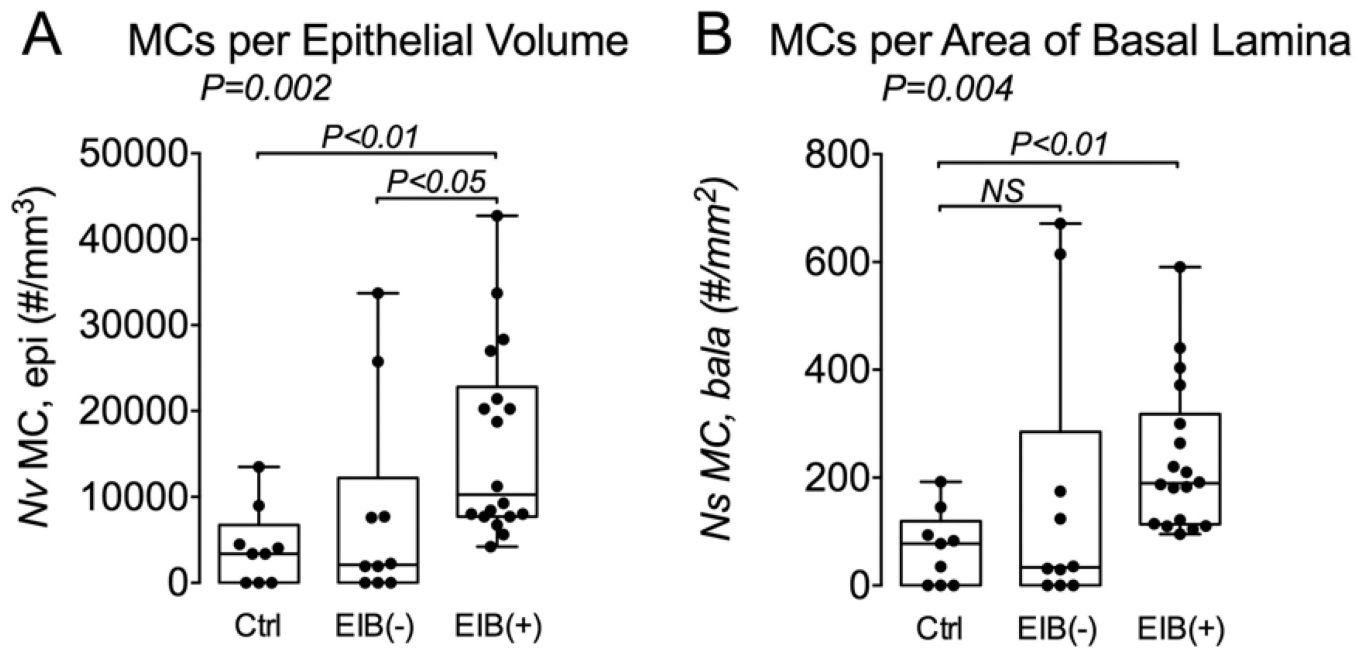 A MCs per Epithelial Volume
P=0.002
P<0.01
P<0.05
Nv MC, epi (#/mm³)
50000
40000
30000
20000
10000
0
Ctrl EIB(-) EIB(+)
B MCs per Area of Basal Lamina
P=0.004
P<0.01
NS
Ns MC, bala (#/mm²)
800
600
400
200
0
Ctrl EIB(-) EIB(+)